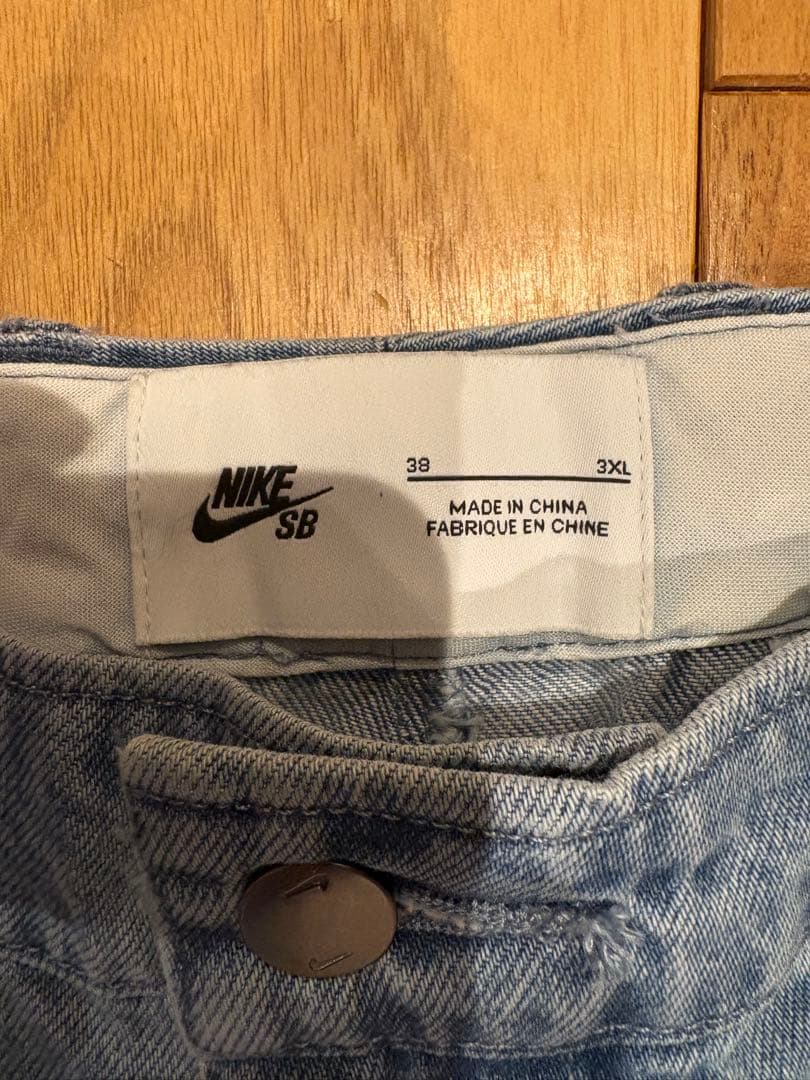 NIKE
SB
38 3XL
MADE IN CHINA
FABRIQUE EN CHINE